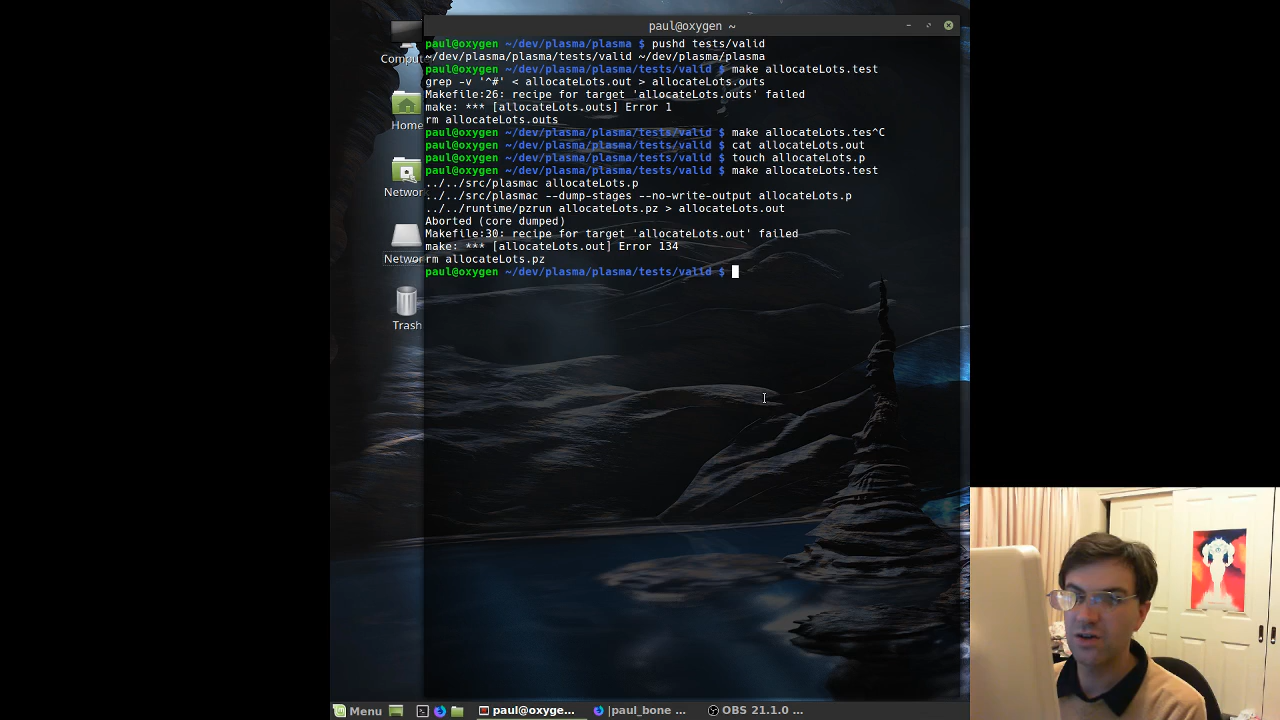 paul@oxygen ~
paul@oxygen ~/dev/plasma/plasma $ pushd tests/valid
~/dev/plasma/plasma/tests/valid ~/dev/plasma/plasma
paul@oxygen ~/dev/plasma/plasma/tests/valid $ make allocateLots.test
grep -v '^#' < allocateLots.out > allocateLots.outs
Makefile:26: recipe for target 'allocateLots.outs' failed
make: *** [allocateLots.outs] Error 1
rm allocateLots.outs
paul@oxygen ~/dev/plasma/plasma/tests/valid $ make allocateLots.tes^C
paul@oxygen ~/dev/plasma/plasma/tests/valid $ cat allocateLots.out
paul@oxygen ~/dev/plasma/plasma/tests/valid $ touch allocateLots.p
paul@oxygen ~/dev/plasma/plasma/tests/valid $ make allocateLots.test
../../src/plasmac allocateLots.p
../../src/plasmac --dump-stages --no-write-output allocateLots.p
../../runtime/pzrun allocateLots.pz > allocateLots.out
Aborted (core dumped)
Makefile:30: recipe for target 'allocateLots.out' failed
make: *** [allocateLots.out] Error 134
rm allocateLots.pz
paul@oxygen ~/dev/plasma/plasma/tests/valid $
Comput
Home
Networ
Networ
Trash
Menu
paul@oxyge...
|paul_bone ...
OBS 21.1.0 ...